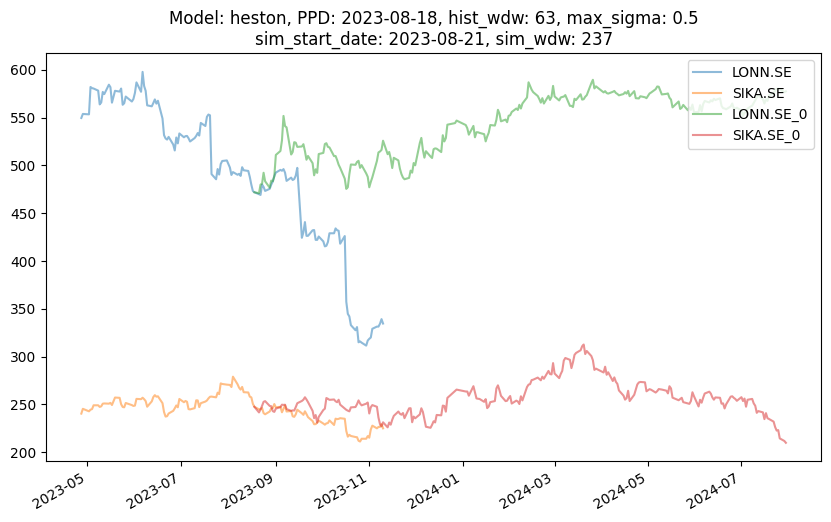 Model: heston, PPD: 2023-08-18, hist_wdw: 63, max_sigma: 0.5
sim_start_date: 2023-08-21, sim_wdw: 237
LONN.SE
SIKA.SE
LONN.SE_0
SIKA.SE_0
600
550
500
450
400
350
300
250
200
2023-05
2023-07
2023-09
2023-11
2024-01
2024-03
2024-05
2024-07